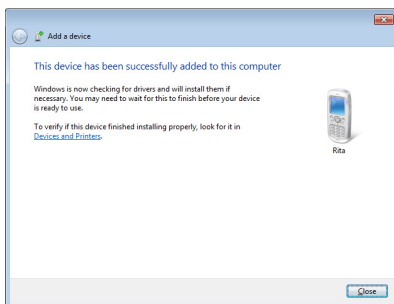 Add a device
This device has been successfully added to this computer
Windows is now checking for drivers and will install them if
necessary. You may need to wait for this to finish before your device
is ready to use.
To verify if this device finished installing properly, look for it in
Devices and Printers.
Rita
Close